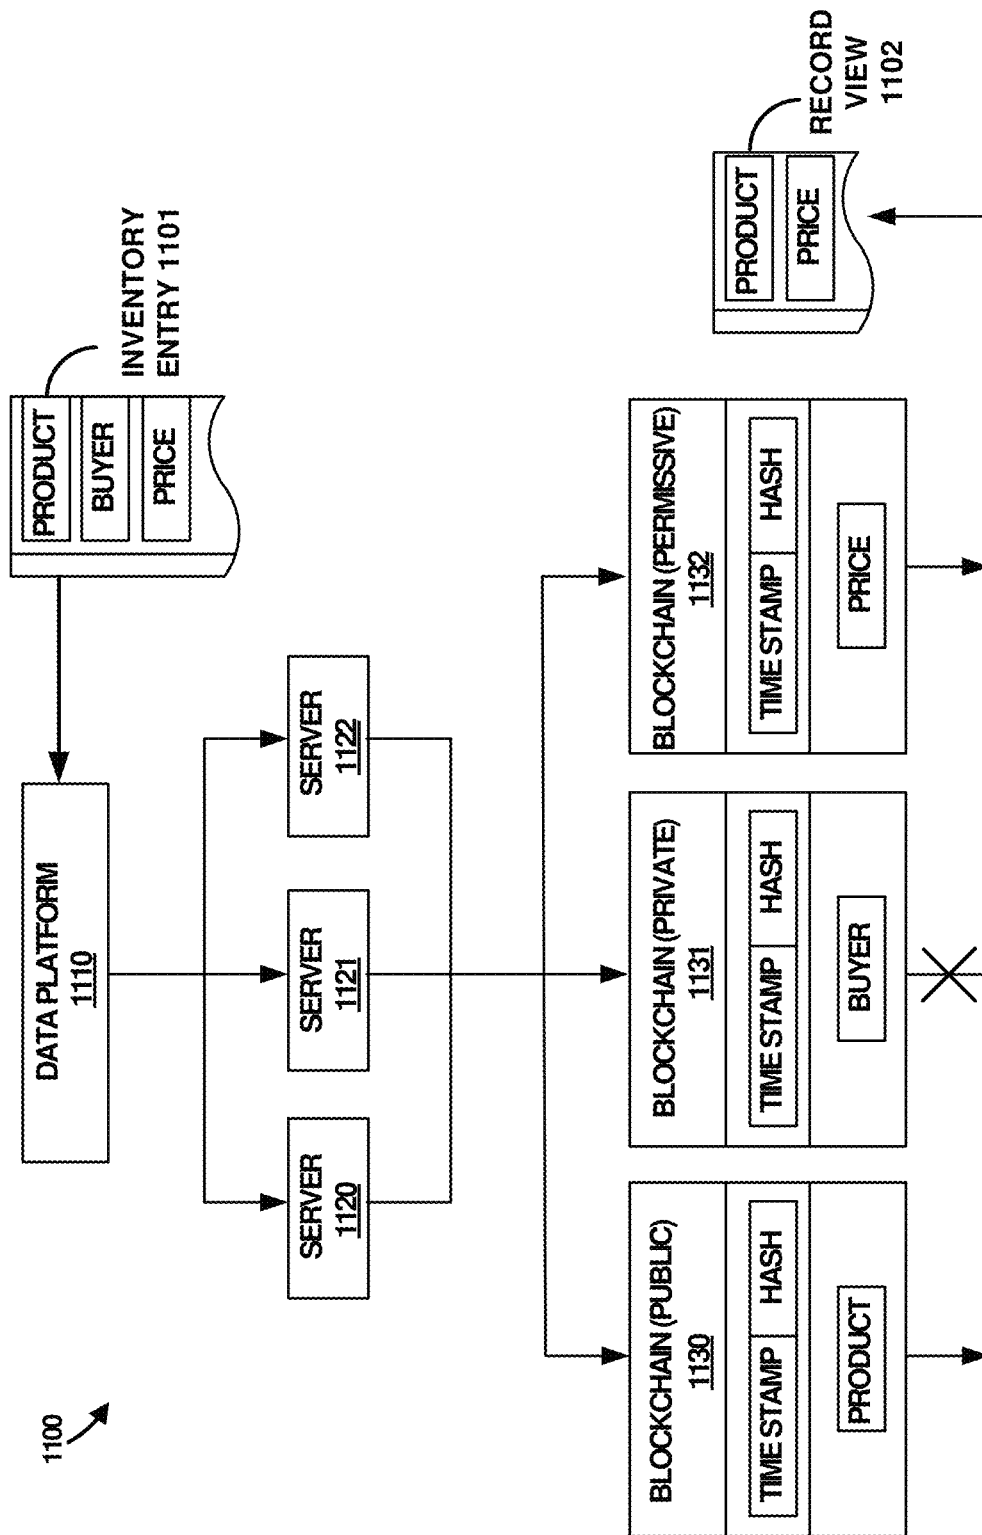 1100
DATA PLATFORM
1110
PRODUCT
BUYER
PRICE
INVENTORY
ENTRY 1101
SERVER
1120
SERVER
1121
SERVER
1122
BLOCKCHAIN (PUBLIC)
1130
TIME STAMP
HASH
PRODUCT
BLOCKCHAIN (PRIVATE)
1131
TIME STAMP
HASH
BUYER
BLOCKCHAIN (PERMISSIVE)
1132
TIME STAMP
HASH
PRICE
PRODUCT
PRICE
RECORD
VIEW
1102